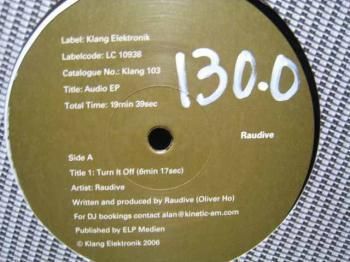 Label: Klang Elektronik
Labelcode: LC 10938
Catalogue No.: Klang 103
Title: Audio EP
Total Time: 19min 39sec
130.0
Raudive
Side A
Title 1: Turn It Off (6min 17sec)
Artist: Raudive
Written and produced by Raudive (Oliver Ho)
For DJ bookings contact alan@kinetic-am.com
Published by ELP Medien
© Klang Elektronik 2006